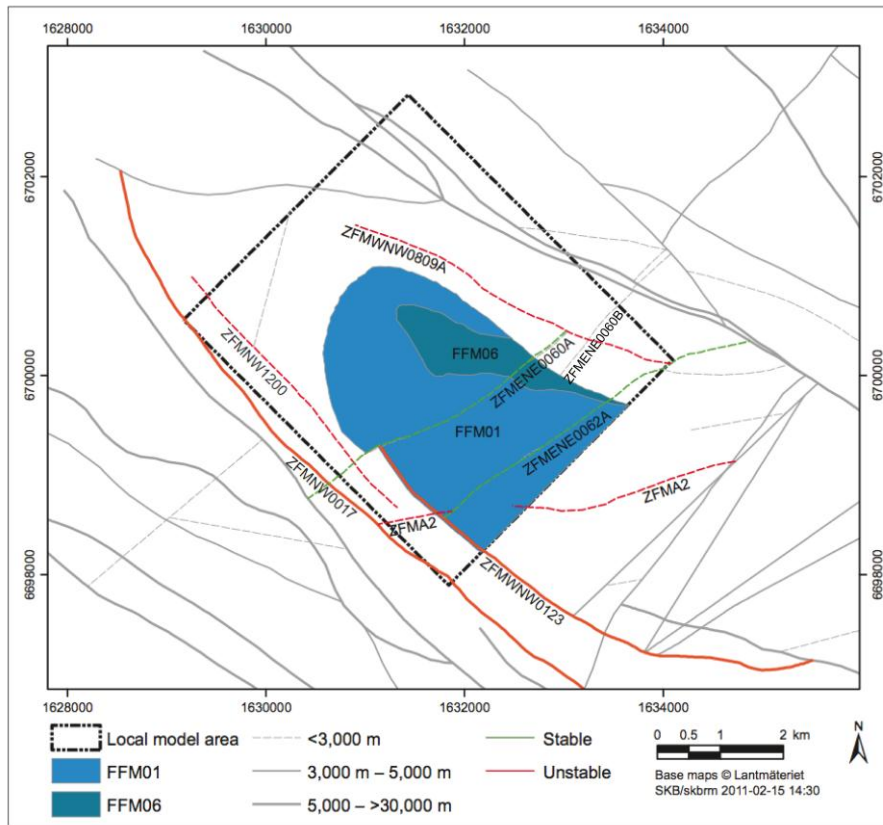 1628000 1630000 1632000 1634000
6702000
6702000
ZFMWNW0809A
ZFMENE0060B
ZFMENE0060A
FFM06
6700000
6700000
ZFMNW1200
FFM01
ZFMENE0062A
ZFMNW0017
ZFMA2
ZFMA2
ZFMWNW0123
6698000
6698000
1628000 1630000 1632000 1634000
Local model area
FFM01
FFM06
<3,000 m
3,000 m – 5,000 m
5,000 – >30,000 m
Stable
Unstable
0 0.5 1 2 km
N
Base maps © Lantmäteriet
SKB/skbrm 2011-02-15 14:30